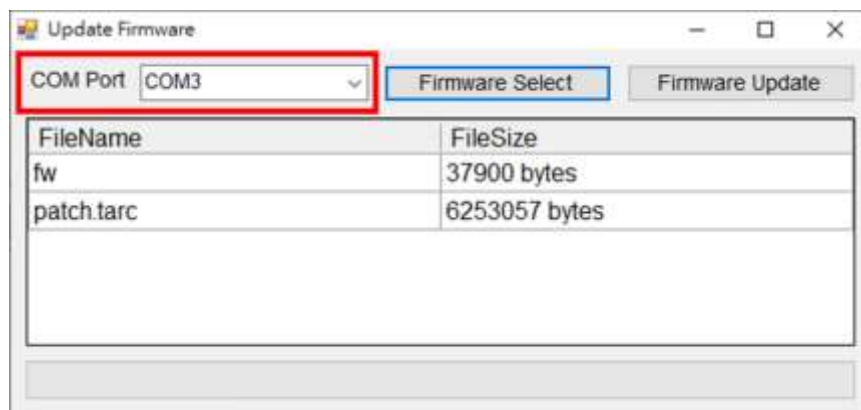 Update Firmware
COM Port COM3 Firmware Select Firmware Update
FileName FileSize
fw 37900 bytes
patch.tarc 6253057 bytes